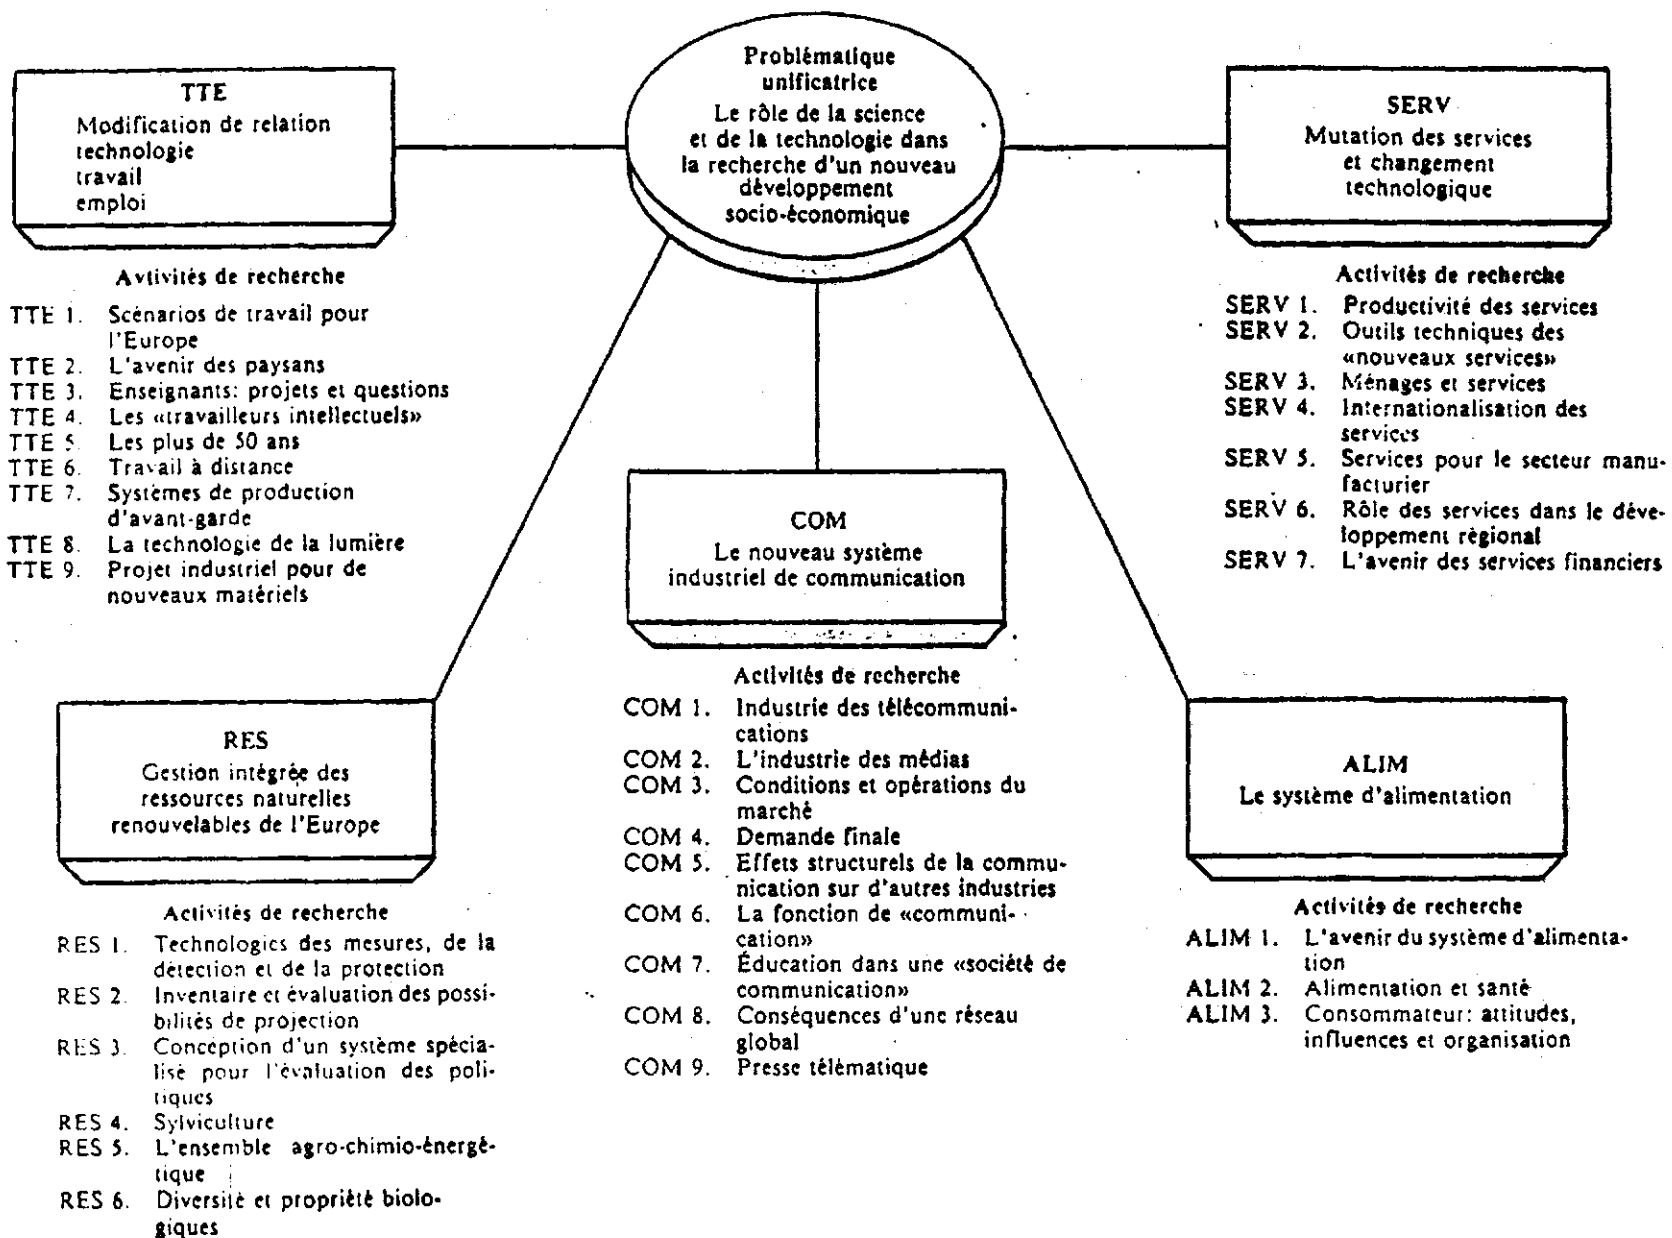 Problématique
unificatrice
Le rôle de la science
et de la technologie dans
la recherche d'un nouveau
développement
socio-économique
TTE
Modification de relation
technologie
travail
emploi
Avtivités de recherche
TTE 1. Scénarios de travail pour
l'Europe
TTE 2. L'avenir des paysans
TTE 3. Enseignants: projets et questions
TTE 4. Les «travailleurs intellectuels»
TTE 5. Les plus de 50 ans
TTE 6. Travail à distance
TTE 7. Systèmes de production
d'avant-garde
TTE 8. La technologie de la lumière
TTE 9. Projet industriel pour de
nouveaux matériels
SERV
Mutation des services
et changement
technologique
Activités de recherche
SERV 1. Productivité des services
SERV 2. Outils techniques des
«nouveaux services»
SERV 3. Ménages et services
SERV 4. Internationalisation des
services
SERV 5. Services pour le secteur manu-
facturier
SERV 6. Rôle des services dans le déve-
loppement régional
SERV 7. L'avenir des services financiers
COM
Le nouveau système
industriel de communication
Activités de recherche
COM 1. Industrie des télécommuni-
cations
COM 2. L'industrie des médias
COM 3. Conditions et opérations du
marché
COM 4. Demande finale
COM 5. Effets structurels de la commu-
nication sur d'autres industries
COM 6. La fonction de «communi-
cation»
COM 7. Éducation dans une «société de
communication»
COM 8. Conséquences d'une réseau
global
COM 9. Presse télématique
RES
Gestion intégrée des
ressources naturelles
renouvelables de l'Europe
Activités de recherche
RES 1. Technologies des mesures, de la
détection et de la protection
RES 2. Inventaire et évaluation des possi-
bilités de projection
RES 3. Conception d'un système spécia-
lisé pour l'évaluation des poli-
tiques
RES 4. Sylviculture
RES 5. L'ensemble agro-chimio-énergé-
tique
RES 6. Diversité et propriété biolo-
giques
ALIM
Le système d'alimentation
Activités de recherche
ALIM 1. L'avenir du système d'alimenta-
tion
ALIM 2. Alimentation et santé
ALIM 3. Consommateur: attitudes,
influences et organisation